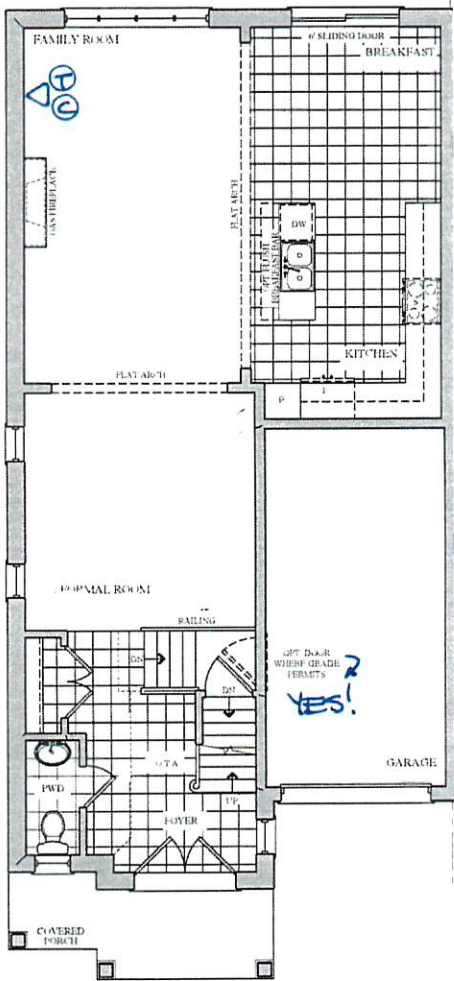 FAMILY ROOM
6' SLIDING DOOR
BREAKFAST
T
C
GAS FIREPLACE
FLAT ARCH
DW
OPT FLUSH
BREAKFAST BAR
KITCHEN
FLAT ARCH
P
F
FORMAL ROOM
RAILING
DN
OPT DOOR
WHERE GRADE
PERMITS
YES!
DN
GARAGE
O.T.A
PWD
UP
FOYER
COVERED
PORCH